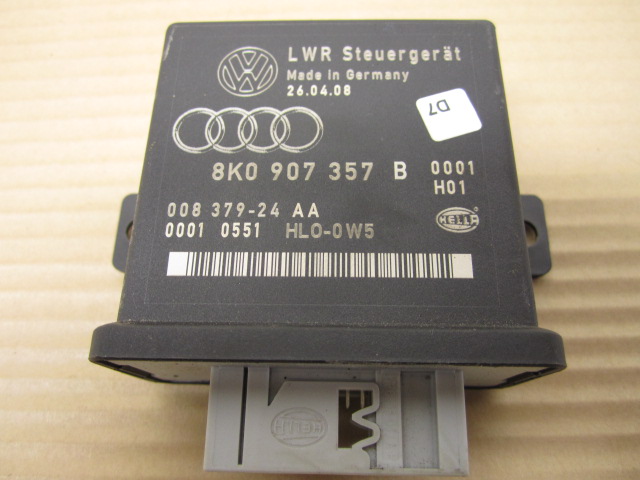 LWR Steuergerät
Made in Germany
26.04.08
D7
8K0 907 357 B 0001
H01
008 379-24 AA
0001 0551 HLO-0W5
HELLA
HELLA